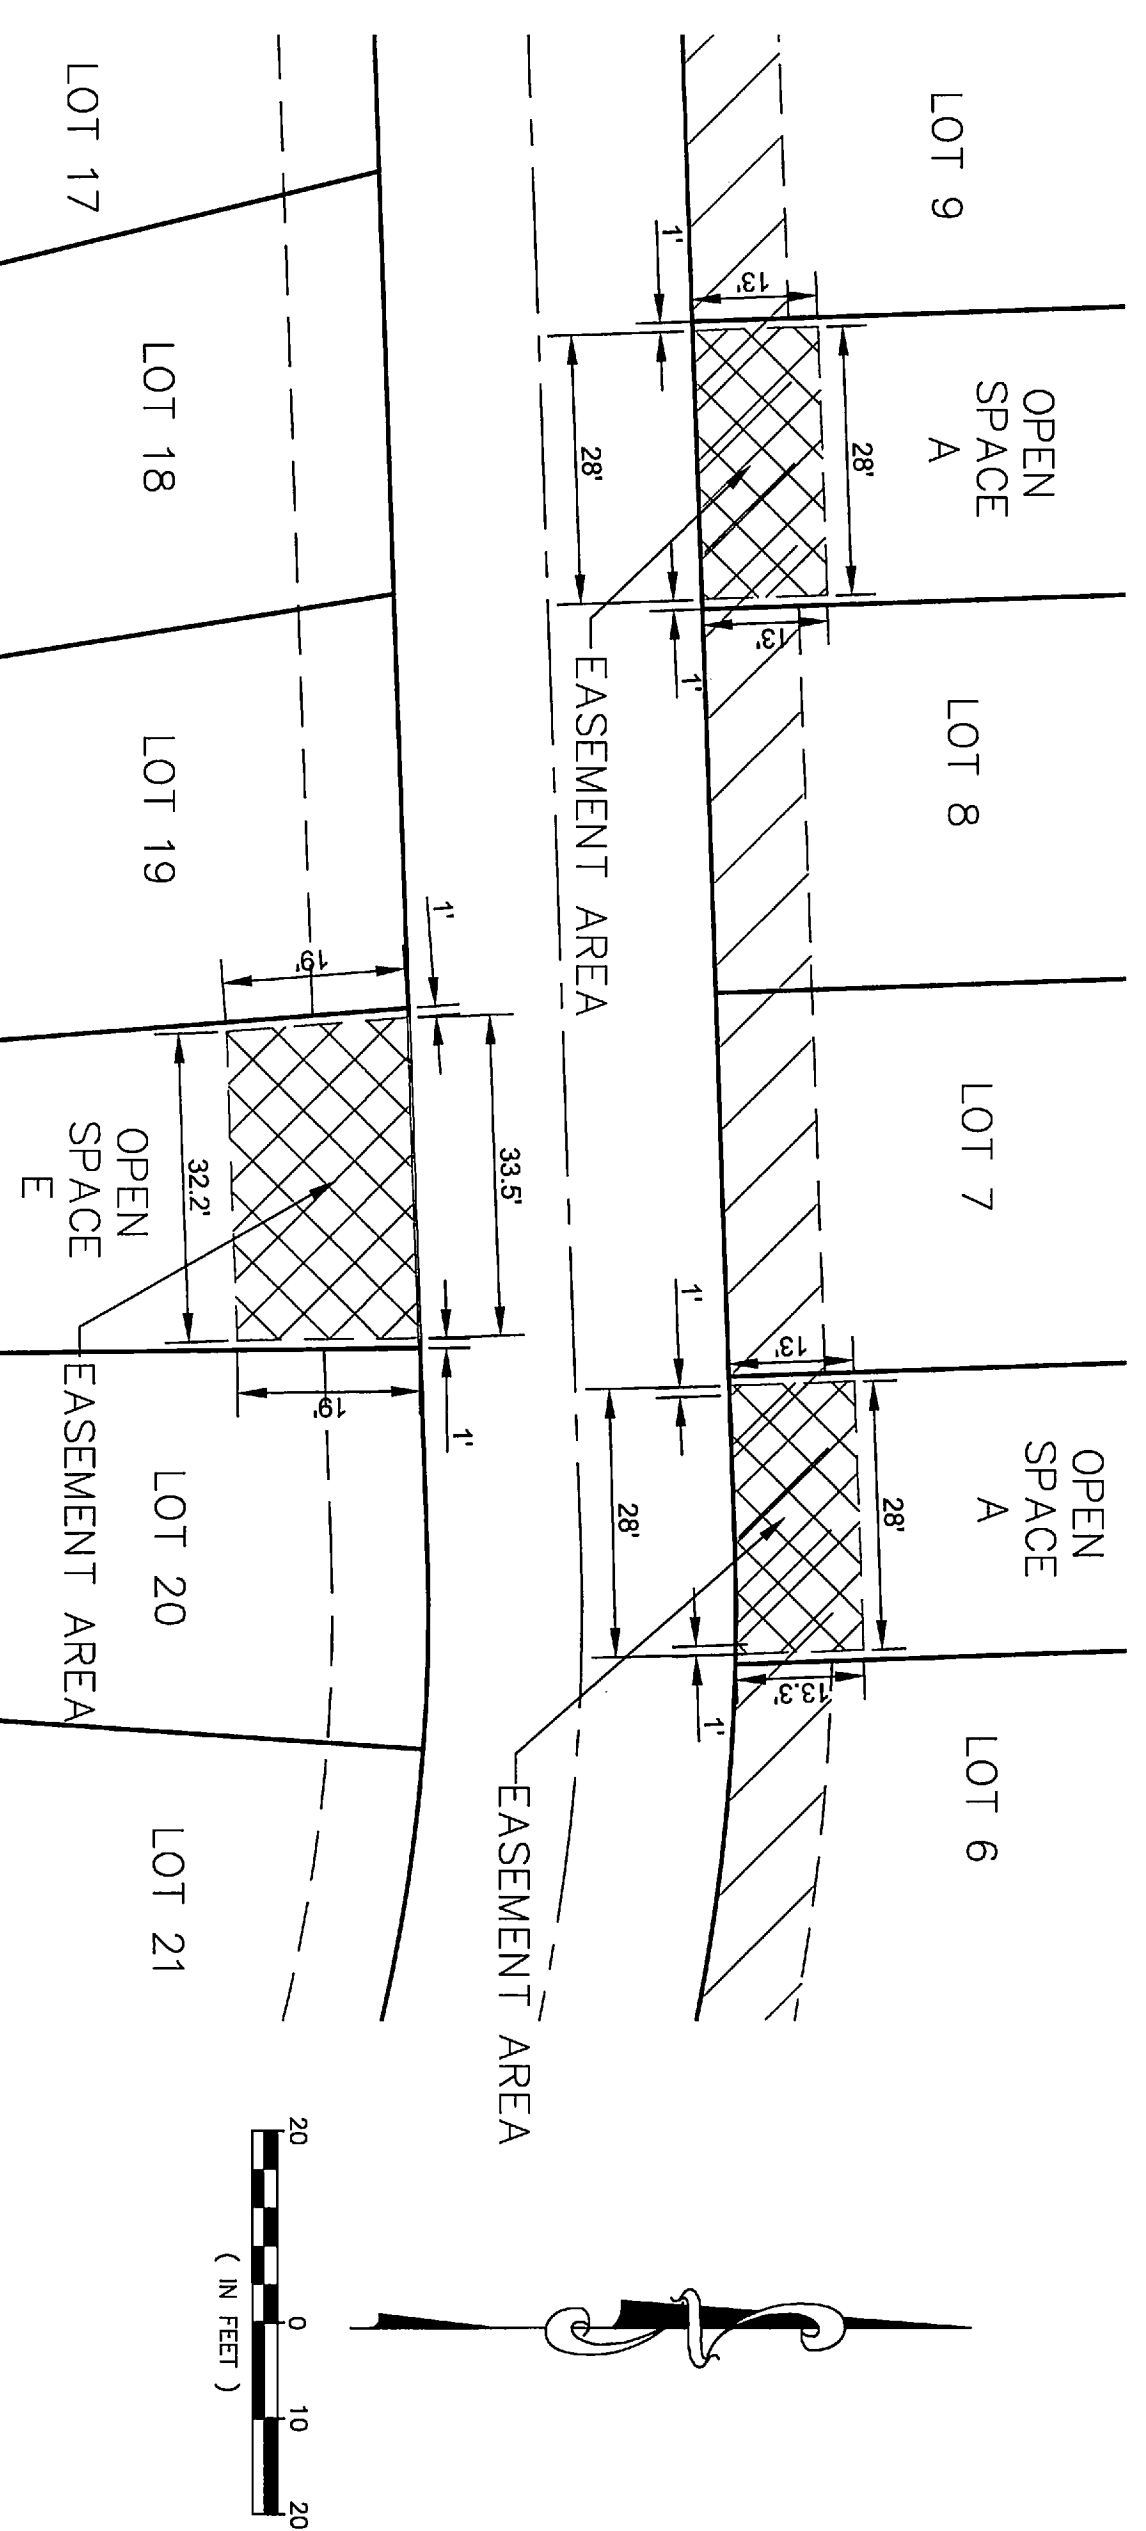 LOT 9
OPEN
SPACE
A
LOT 8
LOT 7
OPEN
SPACE
A
LOT 6
13'
28'
13'
13'
28'
13.3'
1'
28'
1'
EASEMENT AREA
1'
28'
1'
EASEMENT AREA
1'
33.5'
1'
19'
32.2'
19'
LOT 17
LOT 18
LOT 19
OPEN
SPACE
E
EASEMENT AREA
LOT 20
LOT 21
20 0 10 20
( IN FEET )